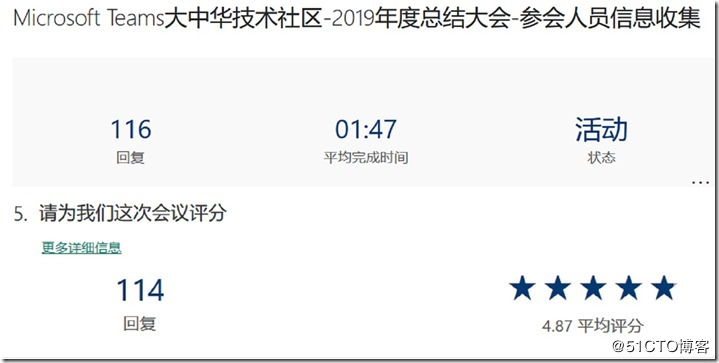 Microsoft Teams大中华技术社区-2019年度总结大会-参会人员信息收集
116
01:47
活动
回复
平均完成时间
状态
...
5. 请为我们这次会议评分
更多详细信息
114
回复
4.87 平均评分
@51CTO博客